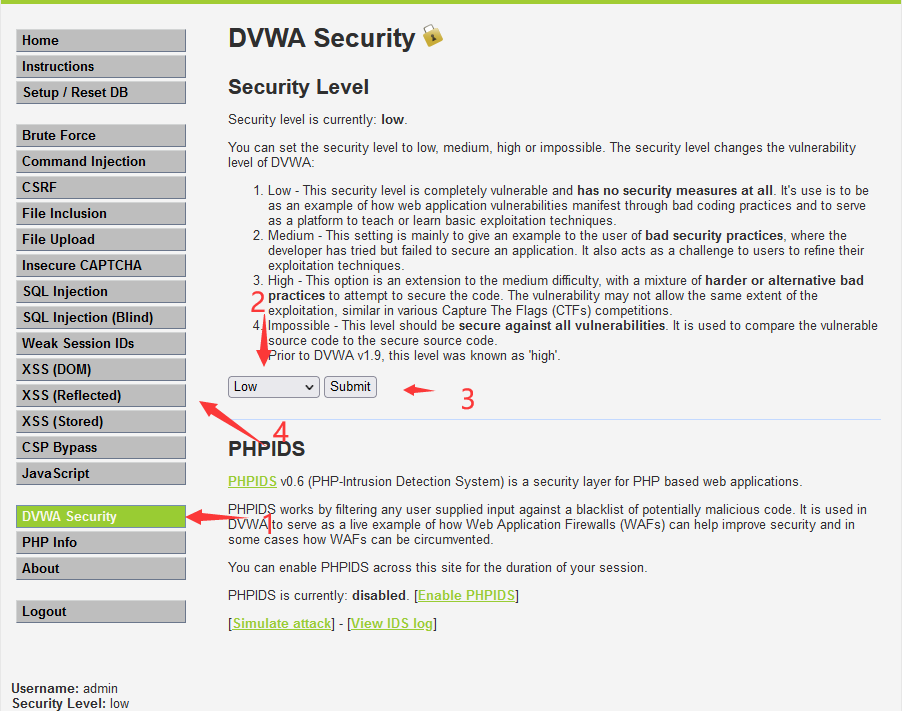 Home
Instructions
Setup / Reset DB
Brute Force
Command Injection
CSRF
File Inclusion
File Upload
Insecure CAPTCHA
SQL Injection
SQL Injection (Blind)
Weak Session IDs
XSS (DOM)
XSS (Reflected)
XSS (Stored)
CSP Bypass
JavaScript
DVWA Security
PHP Info
About
Logout
DVWA Security
Security Level
Security level is currently: low.
You can set the security level to low, medium, high or impossible. The security level changes the vulnerability
level of DVWA:
1. Low - This security level is completely vulnerable and has no security measures at all. It's use is to be
as an example of how web application vulnerabilities manifest through bad coding practices and to serve
as a platform to teach or learn basic exploitation techniques.
2. Medium - This setting is mainly to give an example to the user of bad security practices, where the
developer has tried but failed to secure an application. It also acts as a challenge to users to refine their
exploitation techniques.
3. High - This option is an extension to the medium difficulty, with a mixture of harder or alternative bad
practices to attempt to secure the code. The vulnerability may not allow the same extent of the
exploitation, similar in various Capture The Flags (CTFs) competitions.
4. Impossible - This level should be secure against all vulnerabilities. It is used to compare the vulnerable
source code to the secure source code.
Prior to DVWA v1.9, this level was known as 'high'.
2
Low
Submit
3
4
PHPIDS
PHPIDS v0.6 (PHP-Intrusion Detection System) is a security layer for PHP based web applications.
PHPIDS works by filtering any user supplied input against a blacklist of potentially malicious code. It is used in
DVWA to serve as a live example of how Web Application Firewalls (WAFs) can help improve security and in
some cases how WAFs can be circumvented.
1
You can enable PHPIDS across this site for the duration of your session.
PHPIDS is currently: disabled. [Enable PHPIDS]
[Simulate attack] - [View IDS log]
Username: admin
Security Level: low